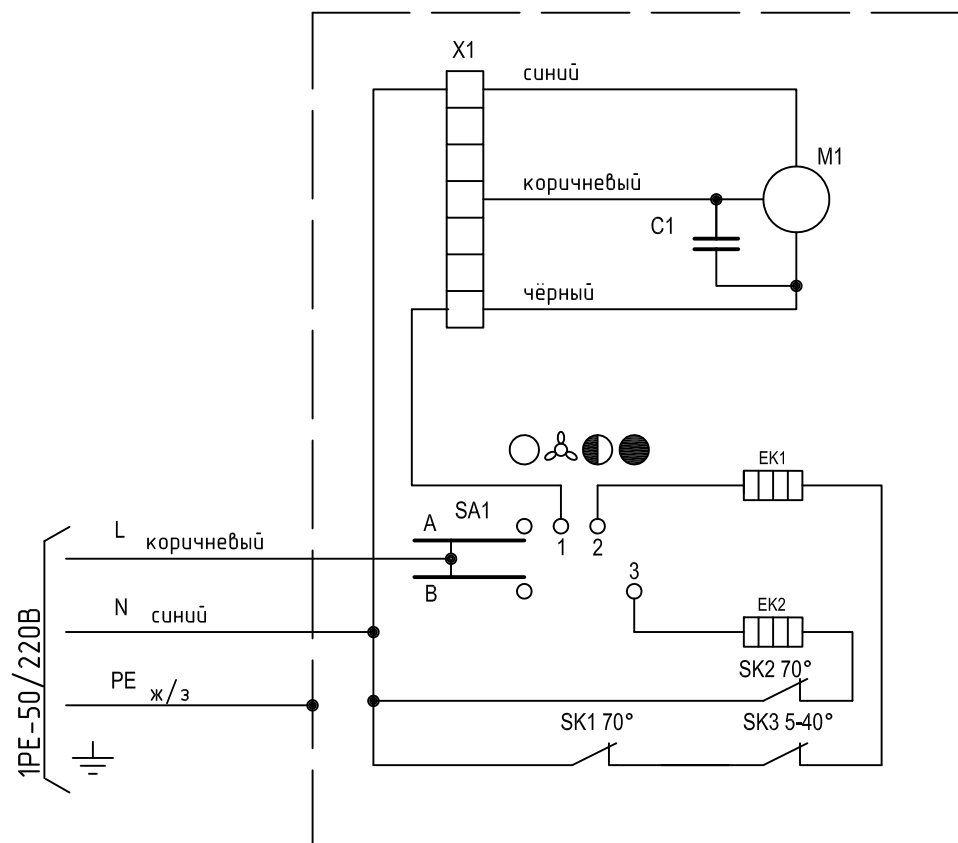 X1
синий
M1
коричневый
C1
чёрный
EK1
SA1
A
L
коричневый
1
2
B
3
N
синий
EK2
SK2 70°
PE
ж/з
SK1 70°
SK3 5-40°
1PE-50/220В